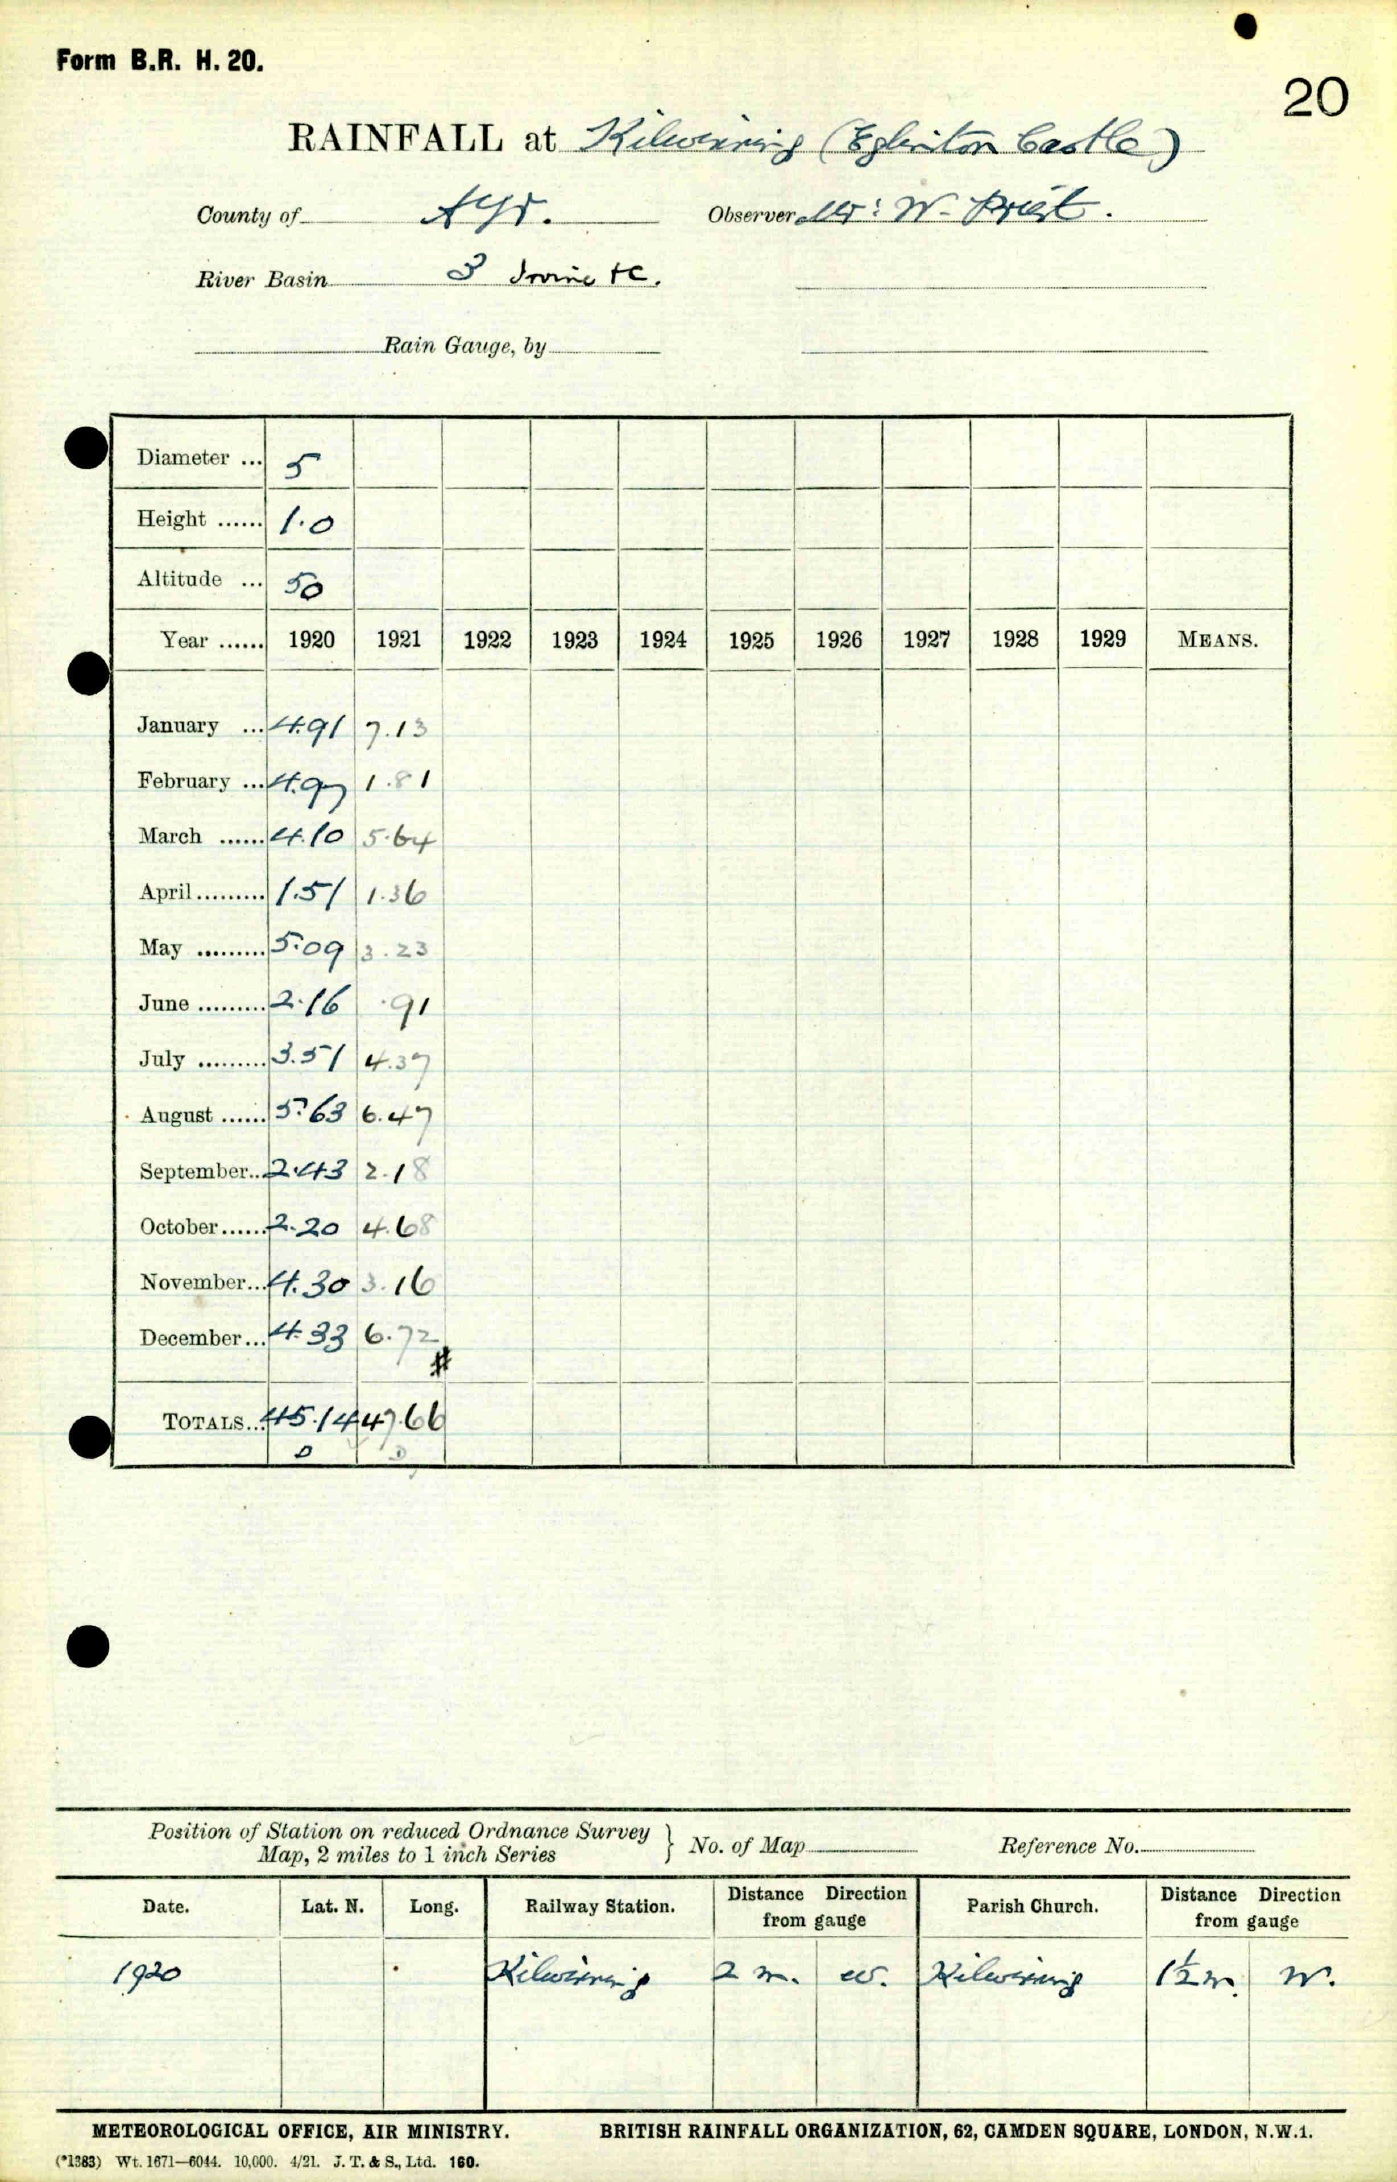 Form B.R. H. 20.
20
RAINFALL at Kilwinning (Eglinton Castle)
County of Ayr. Observer Mr: W. Priest.
River Basin 3 Irvine &c.
Rain Gauge, by
Diameter ... 5
Height ...... 1.0
Altitude ... 50
Year ...... 1920 1921 1922 1923 1924 1925 1926 1927 1928 1929 MEANS.
January ... 4.91 7.13
February ... 4.97 1.81
March ...... 4.10 5.64
April ......... 1.51 1.36
May ......... 5.09 3.23
June ......... 2.16 .91
July ......... 3.51 4.37
August ...... 5.63 6.47
September.. 2.43 2.18
October...... 2.20 4.68
November... 4.30 3.16
December... 4.33 6.72
#
TOTALS... 45.14 47.66
Position of Station on reduced Ordnance Survey
Map, 2 miles to 1 inch Series } No. of Map Reference No.
Date. Lat. N. Long. Railway Station. Distance Direction from gauge Parish Church. Distance Direction from gauge
1920 Kilwinning 2 m. W. Kilwinning 1½ m. W.
METEOROLOGICAL OFFICE, AIR MINISTRY. BRITISH RAINFALL ORGANIZATION, 62, CAMDEN SQUARE, LONDON, N.W.1.
(*1383) Wt. 1671—6044. 10,000. 4/21. J. T. & S., Ltd. 160.